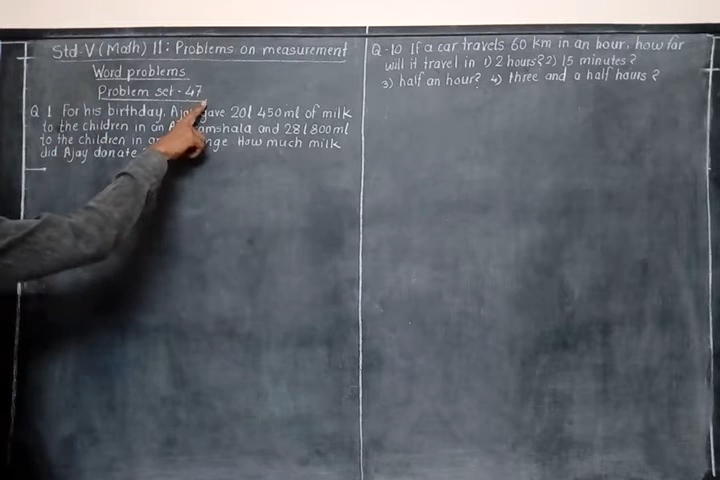 Std-V (Math) 11: Problems on measurement
Word problems
Problem set - 47
Q 1 For his birthday, Ajay gave 20l 450ml of milk
to the children in an and 28l 800ml
to the children in How much milk
did Ajay donate
Q-10 If a car travels 60 km in an hour, how far
will it travel in 1) 2 hours? 2) 15 minutes?
3) half an hour? 4) three and a half hours?